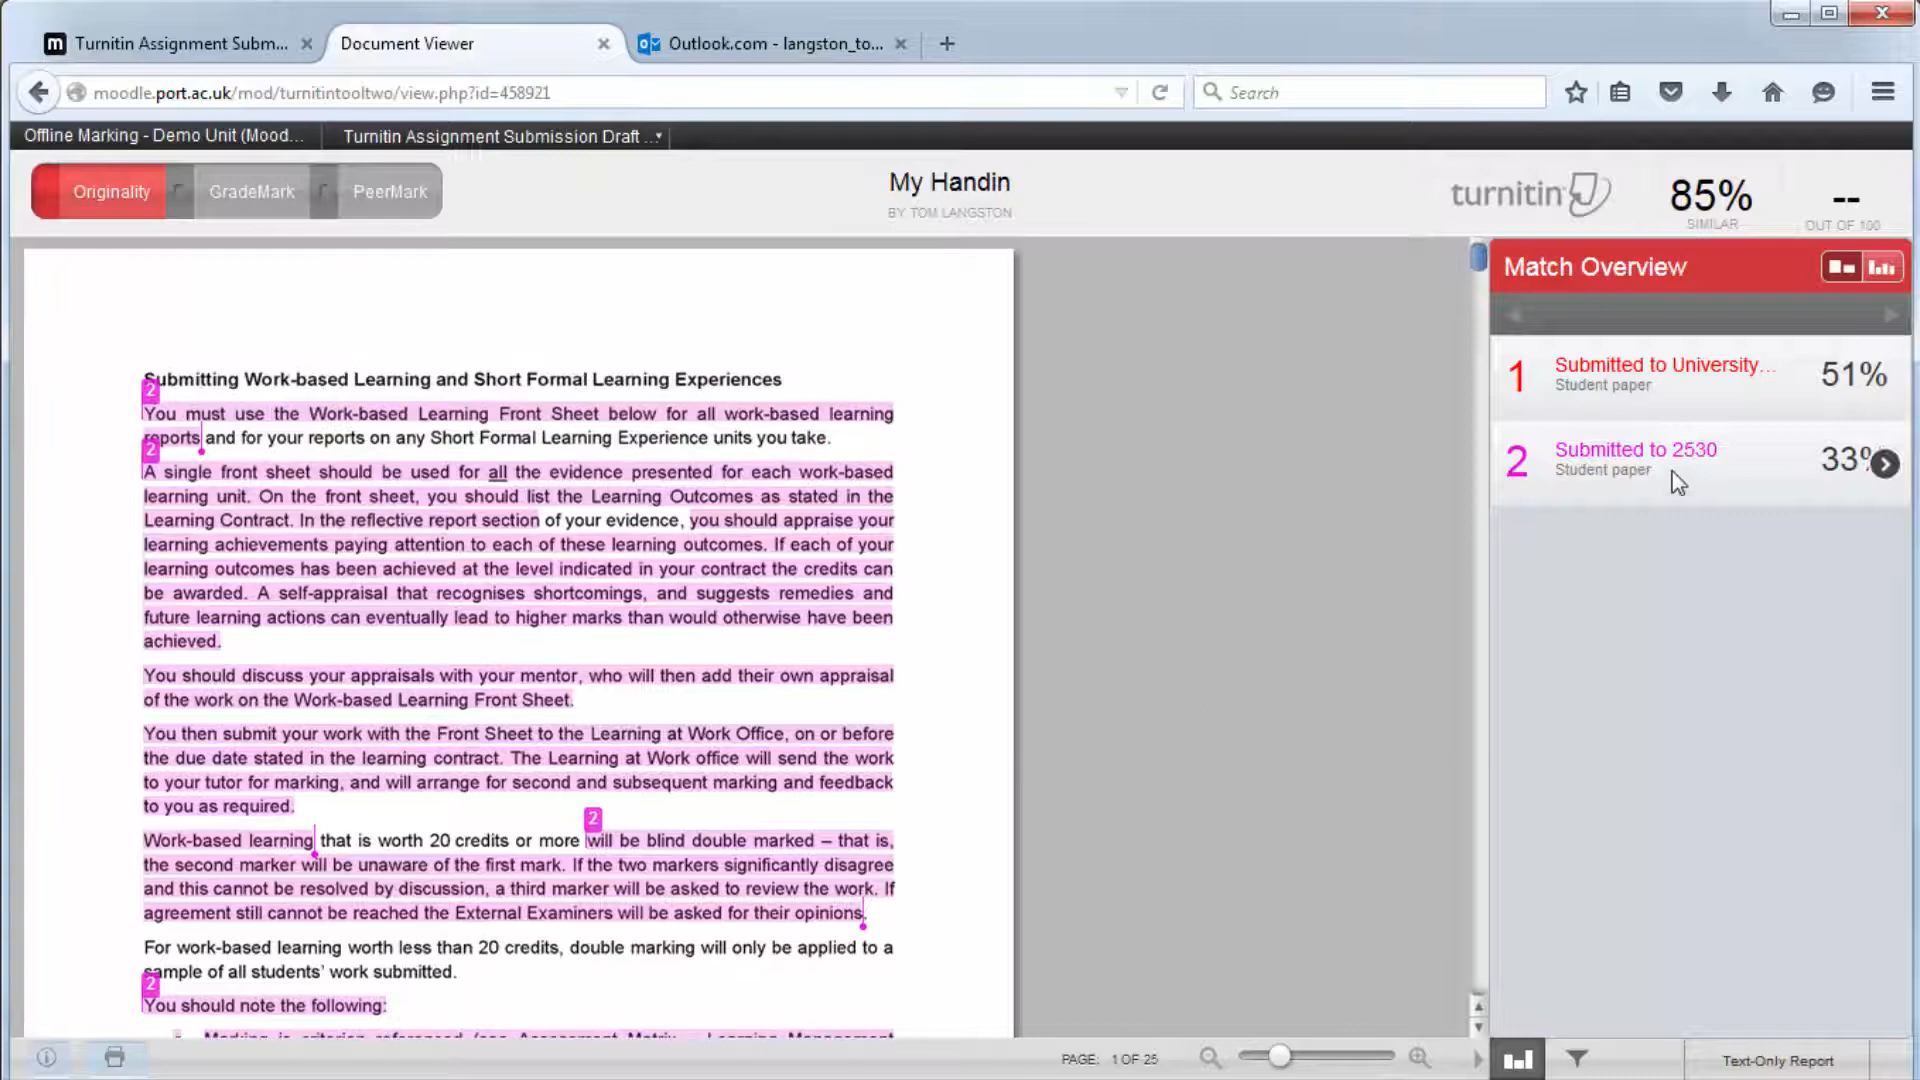 Turnitin Assignment Subm...
Document Viewer
Outlook.com - langston_to...
moodle.port.ac.uk/mod/turnitintooltwo/view.php?id=458921
Search
Offline Marking - Demo Unit (Mood...
Turnitin Assignment Submission Draft ...
Originality
GradeMark
PeerMark
My Handin
BY TOM LANGSTON
turnitin
85%
SIMILAR
--
OUT OF 100
Submitting Work-based Learning and Short Formal Learning Experiences
2
You must use the Work-based Learning Front Sheet below for all work-based learning
reports and for your reports on any Short Formal Learning Experience units you take.
2
A single front sheet should be used for all the evidence presented for each work-based
learning unit. On the front sheet, you should list the Learning Outcomes as stated in the
Learning Contract. In the reflective report section of your evidence, you should appraise your
learning achievements paying attention to each of these learning outcomes. If each of your
learning outcomes has been achieved at the level indicated in your contract the credits can
be awarded. A self-appraisal that recognises shortcomings, and suggests remedies and
future learning actions can eventually lead to higher marks than would otherwise have been
achieved.
You should discuss your appraisals with your mentor, who will then add their own appraisal
of the work on the Work-based Learning Front Sheet.
You then submit your work with the Front Sheet to the Learning at Work Office, on or before
the due date stated in the learning contract. The Learning at Work office will send the work
to your tutor for marking, and will arrange for second and subsequent marking and feedback
to you as required.
2
Work-based learning that is worth 20 credits or more will be blind double marked – that is,
the second marker will be unaware of the first mark. If the two markers significantly disagree
and this cannot be resolved by discussion, a third marker will be asked to review the work. If
agreement still cannot be reached the External Examiners will be asked for their opinions.
For work-based learning worth less than 20 credits, double marking will only be applied to a
sample of all students' work submitted.
2
You should note the following:
Marking is criterion referenced (see Assessment Matrix - Learning Management
Match Overview
1
Submitted to University...
Student paper
51%
2
Submitted to 2530
Student paper
33%
PAGE: 1 OF 25
Text-Only Report